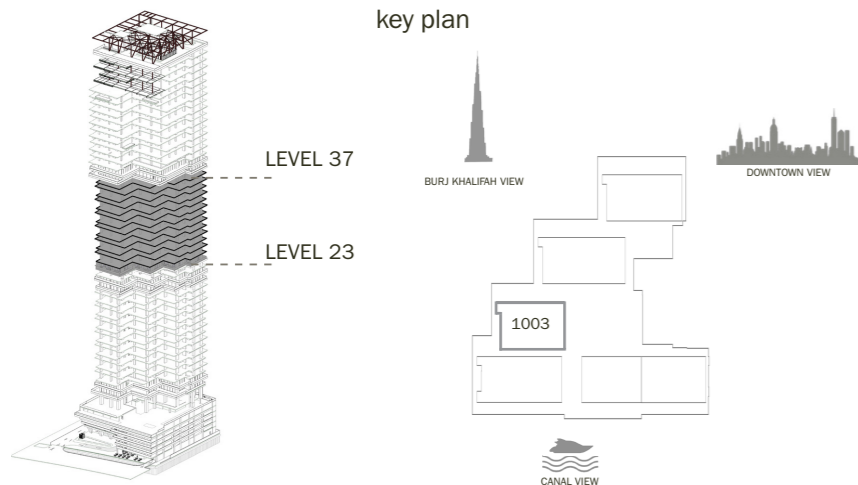 key plan
LEVEL 37
LEVEL 23
BURJ KHALIFAH VIEW
DOWNTOWN VIEW
1003
CANAL VIEW